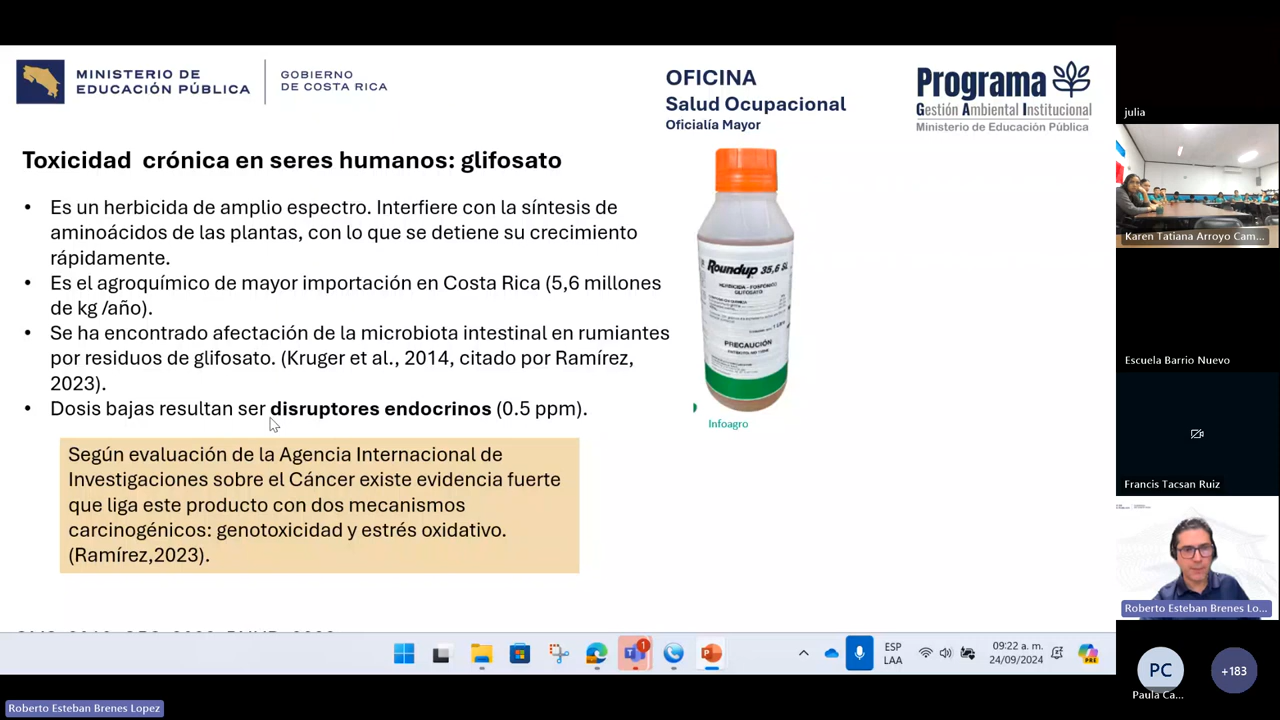 MINISTERIO DE
EDUCACIÓN PÚBLICA
GOBIERNO
DE COSTA RICA
OFICINA
Salud Ocupacional
Oficialía Mayor
Programa
Gestión Ambiental Institucional
Ministerio de Educación Pública
Toxicidad crónica en seres humanos: glifosato
• Es un herbicida de amplio espectro. Interfiere con la síntesis de
aminoácidos de las plantas, con lo que se detiene su crecimiento
rápidamente.
• Es el agroquímico de mayor importación en Costa Rica (5,6 millones
de kg /año).
• Se ha encontrado afectación de la microbiota intestinal en rumiantes
por residuos de glifosato. (Kruger et al., 2014, citado por Ramírez,
2023).
• Dosis bajas resultan ser disruptores endocrinos (0.5 ppm).
Según evaluación de la Agencia Internacional de
Investigaciones sobre el Cáncer existe evidencia fuerte
que liga este producto con dos mecanismos
carcinogénicos: genotoxicidad y estrés oxidativo.
(Ramírez,2023).
Roundup 35,6 SL
HERBICIDA - FOSFONICO
GLIFOSATO
PRECAUCIÓN
Infoagro
julia
Karen Tatiana Arroyo Cam...
Escuela Barrio Nuevo
Francis Tacsan Ruiz
Roberto Esteban Brenes Lo...
PC
Paula Ca...
+183
1
ESP
LAA
09:22 a. m.
24/09/2024
PRE
Roberto Esteban Brenes Lopez